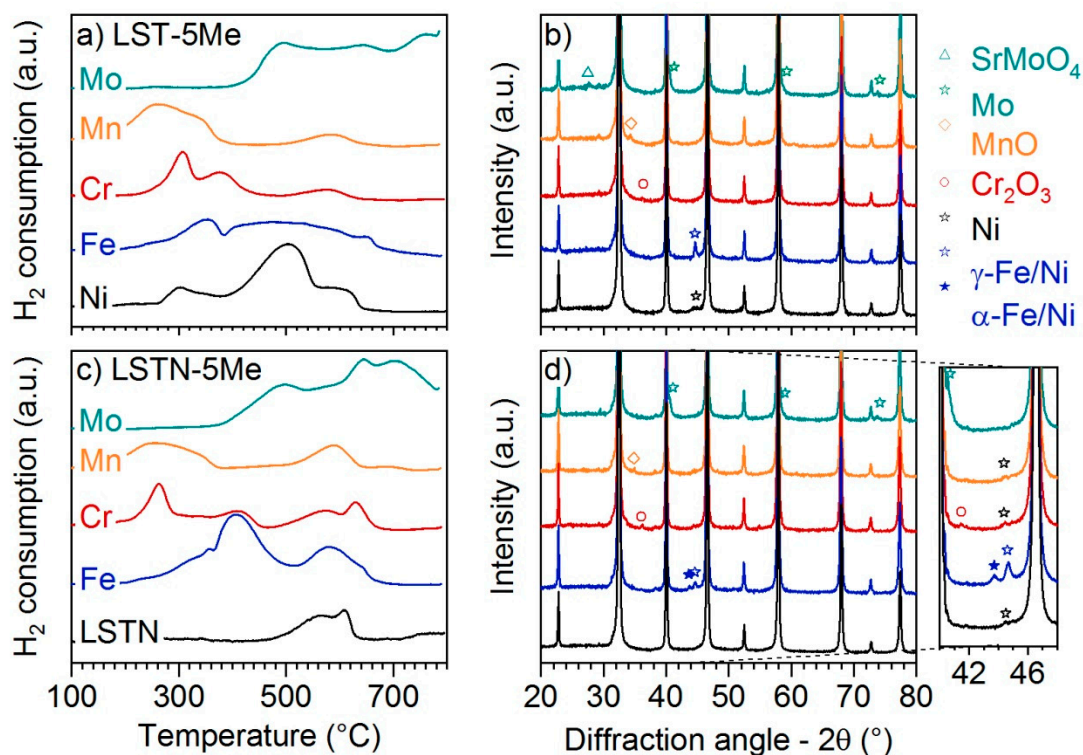 a) LST-5Me
H₂ consumption (a.u.)
Mo
Mn
Cr
Fe
Ni
b)
Intensity (a.u.)
SrMoO₄
Mo
MnO
Cr₂O₃
Ni
γ-Fe/Ni
α-Fe/Ni
c) LSTN-5Me
H₂ consumption (a.u.)
Mo
Mn
Cr
Fe
LSTN
100 300 500 700
Temperature (°C)
d)
Intensity (a.u.)
20 30 40 50 60 70 80
Diffraction angle - 2θ (°)
42 46